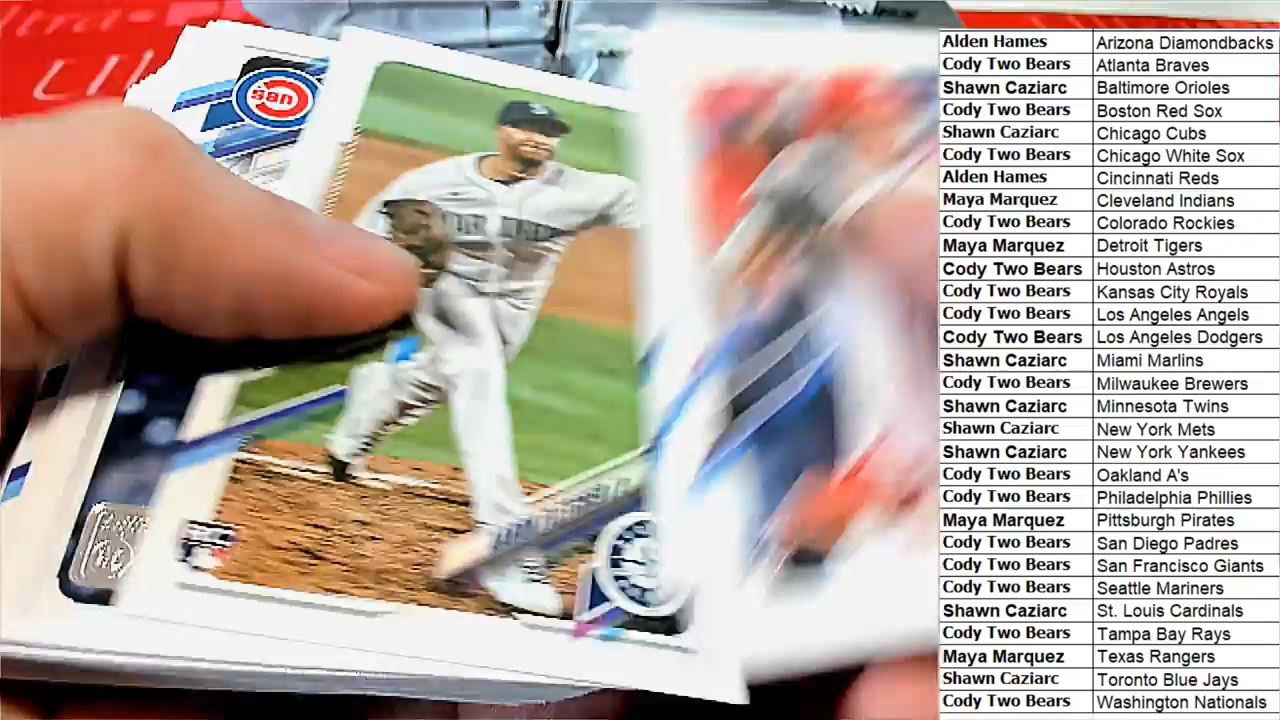 Alden Hames Arizona Diamondbacks
Cody Two Bears Atlanta Braves
Shawn Caziarc Baltimore Orioles
Cody Two Bears Boston Red Sox
Shawn Caziarc Chicago Cubs
Cody Two Bears Chicago White Sox
Alden Hames Cincinnati Reds
Maya Marquez Cleveland Indians
Cody Two Bears Colorado Rockies
Maya Marquez Detroit Tigers
Cody Two Bears Houston Astros
Cody Two Bears Kansas City Royals
Cody Two Bears Los Angeles Angels
Cody Two Bears Los Angeles Dodgers
Shawn Caziarc Miami Marlins
Cody Two Bears Milwaukee Brewers
Shawn Caziarc Minnesota Twins
Shawn Caziarc New York Mets
Shawn Caziarc New York Yankees
Cody Two Bears Oakland A's
Cody Two Bears Philadelphia Phillies
Maya Marquez Pittsburgh Pirates
Cody Two Bears San Diego Padres
Cody Two Bears San Francisco Giants
Cody Two Bears Seattle Mariners
Shawn Caziarc St. Louis Cardinals
Cody Two Bears Tampa Bay Rays
Maya Marquez Texas Rangers
Shawn Caziarc Toronto Blue Jays
Cody Two Bears Washington Nationals